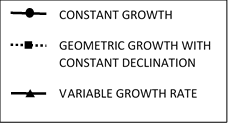 CONSTANT GROWTH
GEOMETRIC GROWTH WITH
CONSTANT DECLINATION
VARIABLE GROWTH RATE